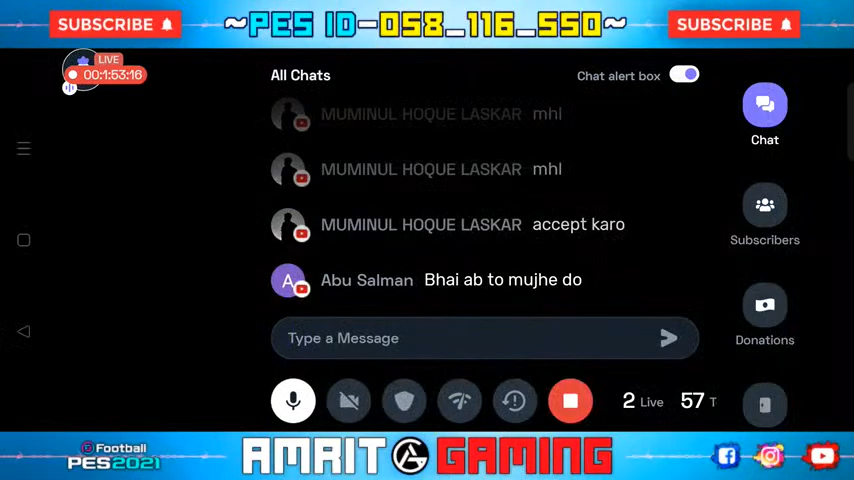 SUBSCRIBE
~PES ID-058_116_550~
SUBSCRIBE
LIVE
00:1:53:16
All Chats
Chat alert box
MUMINUL HOQUE LASKAR mhl
MUMINUL HOQUE LASKAR mhl
MUMINUL HOQUE LASKAR accept karo
A Abu Salman Bhai ab to mujhe do
Type a Message
Chat
Subscribers
Donations
2 Live 57 T
eFootball
PES2021
AMRIT G GAMING